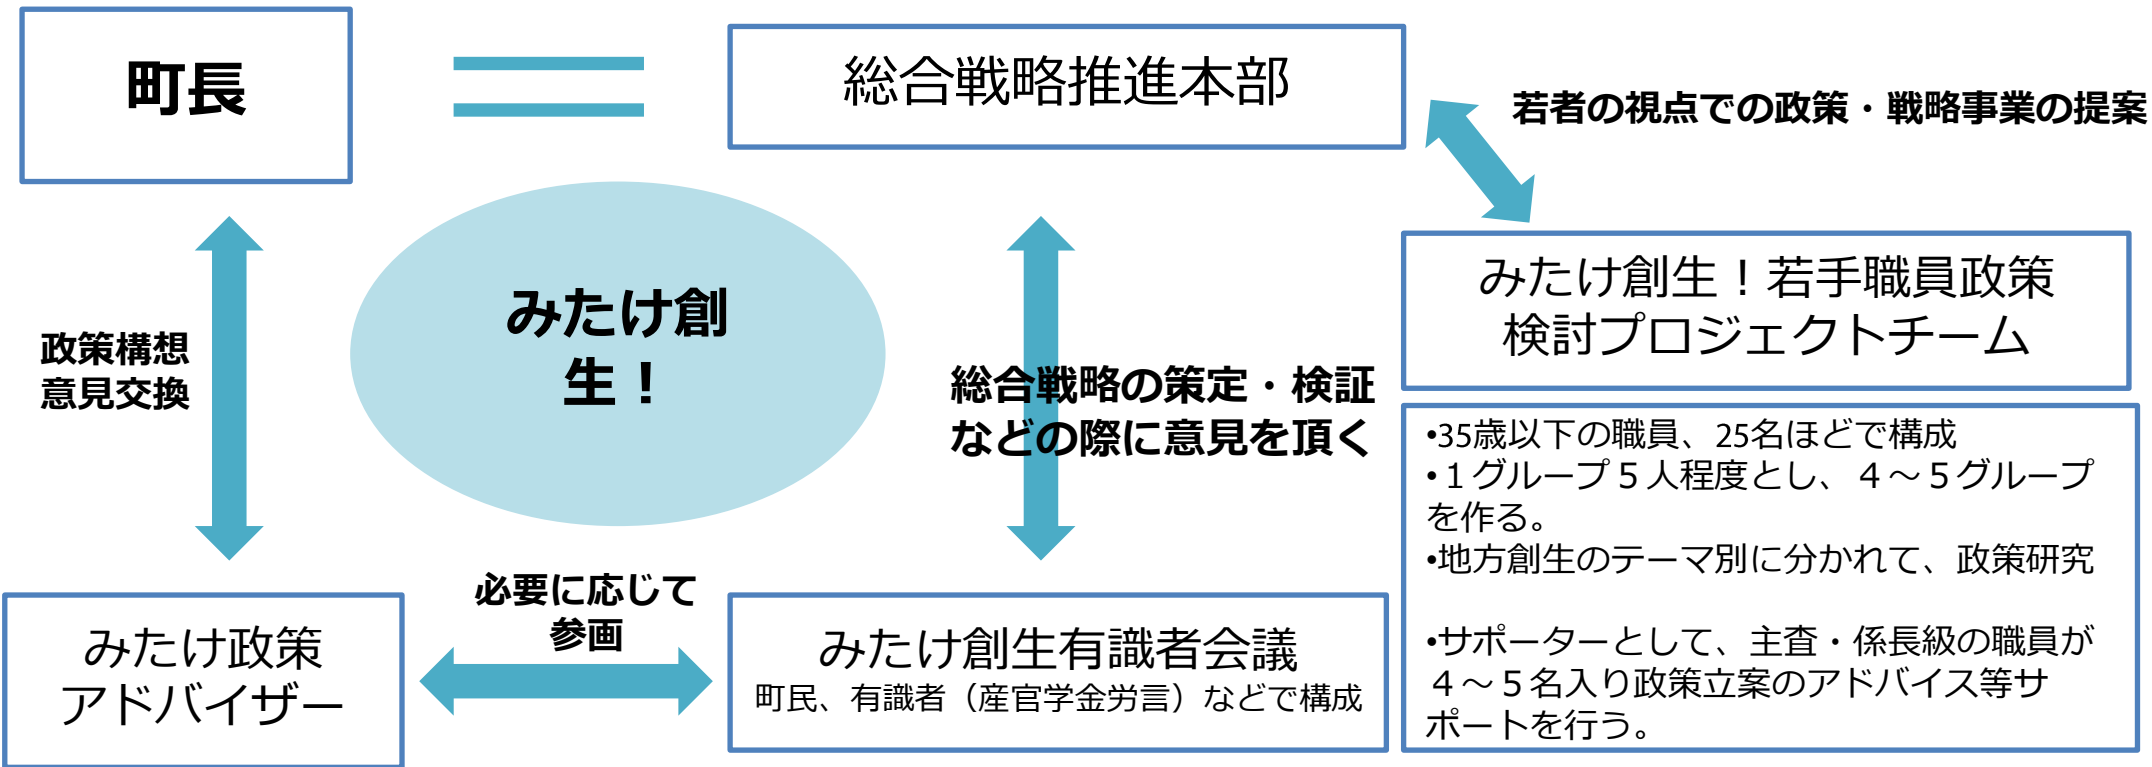 町長
総合戦略推進本部
若者の視点での政策・戦略事業の提案
みたけ創
生！
政策構想
意見交換
総合戦略の策定・検証
などの際に意見を頂く
みたけ創生！若手職員政策
検討プロジェクトチーム
•35歳以下の職員、25名ほどで構成
•１グループ５人程度とし、４～５グループ
を作る。
•地方創生のテーマ別に分かれて、政策研究
•サポーターとして、主査・係長級の職員が
４～５名入り政策立案のアドバイス等サ
ポートを行う。
必要に応じて
参画
みたけ政策
アドバイザー
みたけ創生有識者会議
町民、有識者（産官学金労言）などで構成